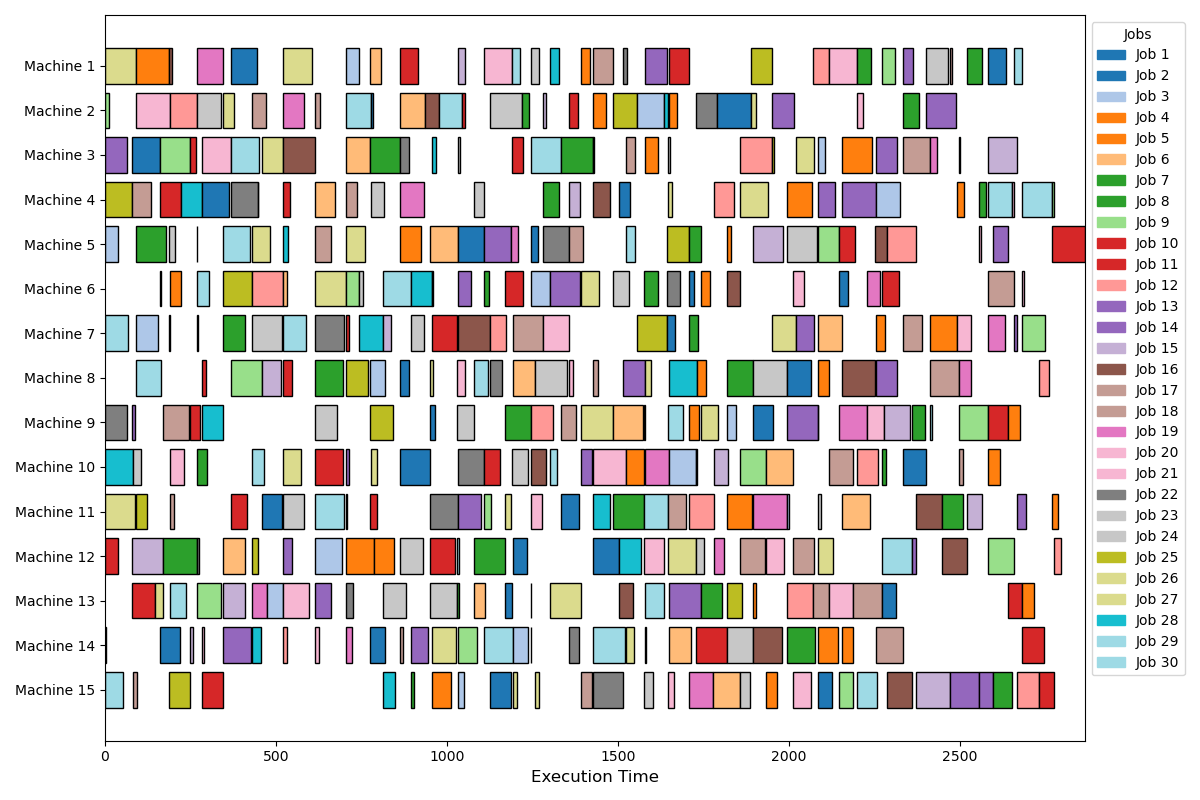 Machine 1
Machine 2
Machine 3
Machine 4
Machine 5
Machine 6
Machine 7
Machine 8
Machine 9
Machine 10
Machine 11
Machine 12
Machine 13
Machine 14
Machine 15
0 500 1000 1500 2000 2500
Execution Time
Jobs
Job 1
Job 2
Job 3
Job 4
Job 5
Job 6
Job 7
Job 8
Job 9
Job 10
Job 11
Job 12
Job 13
Job 14
Job 15
Job 16
Job 17
Job 18
Job 19
Job 20
Job 21
Job 22
Job 23
Job 24
Job 25
Job 26
Job 27
Job 28
Job 29
Job 30